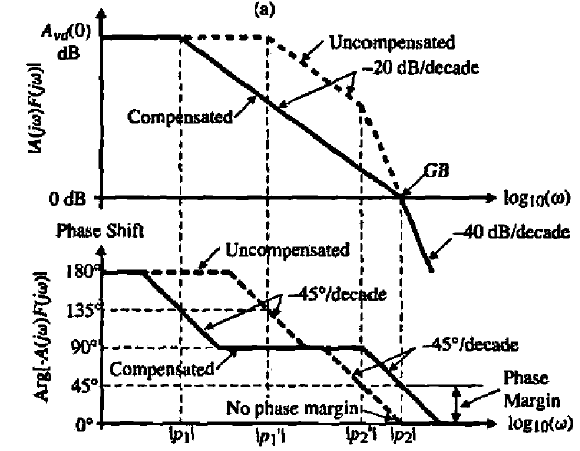 (a)
A_vd(0)
dB
|A(jω)F(jω)|
Uncompensated
−20 dB/decade
Compensated
GB
0 dB
log₁₀(ω)
−40 dB/decade
Phase Shift
Arg[-A(jω)F(jω)|
Uncompensated
180°
−45°/decade
135°
90°
Compensated
−45°/decade
45°
Phase
Margin
No phase margin
0°
|p₁|
|p₁'|
|p₂'|
|p₂|
log₁₀(ω)